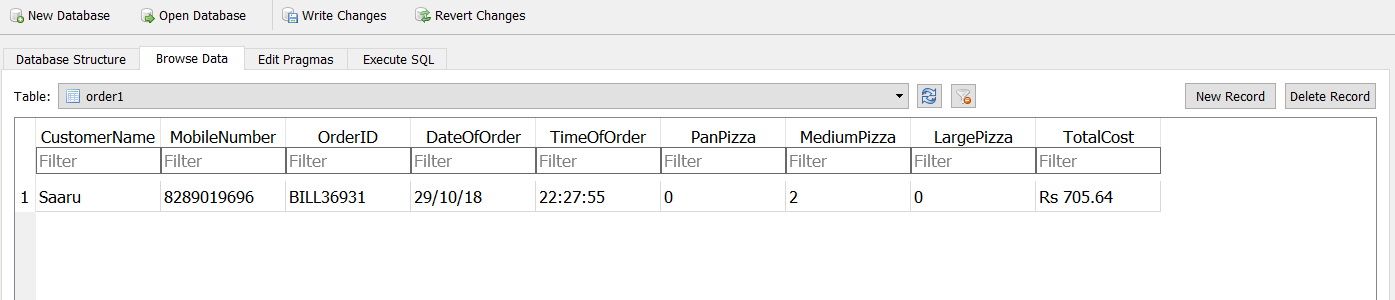 New Database Open Database Write Changes Revert Changes
Database Structure Browse Data Edit Pragmas Execute SQL
Table: order1 New Record Delete Record
CustomerName MobileNumber OrderID DateOfOrder TimeOfOrder PanPizza MediumPizza LargePizza TotalCost
Filter Filter Filter Filter Filter Filter Filter Filter Filter
1 Saaru 8289019696 BILL36931 29/10/18 22:27:55 0 2 0 Rs 705.64